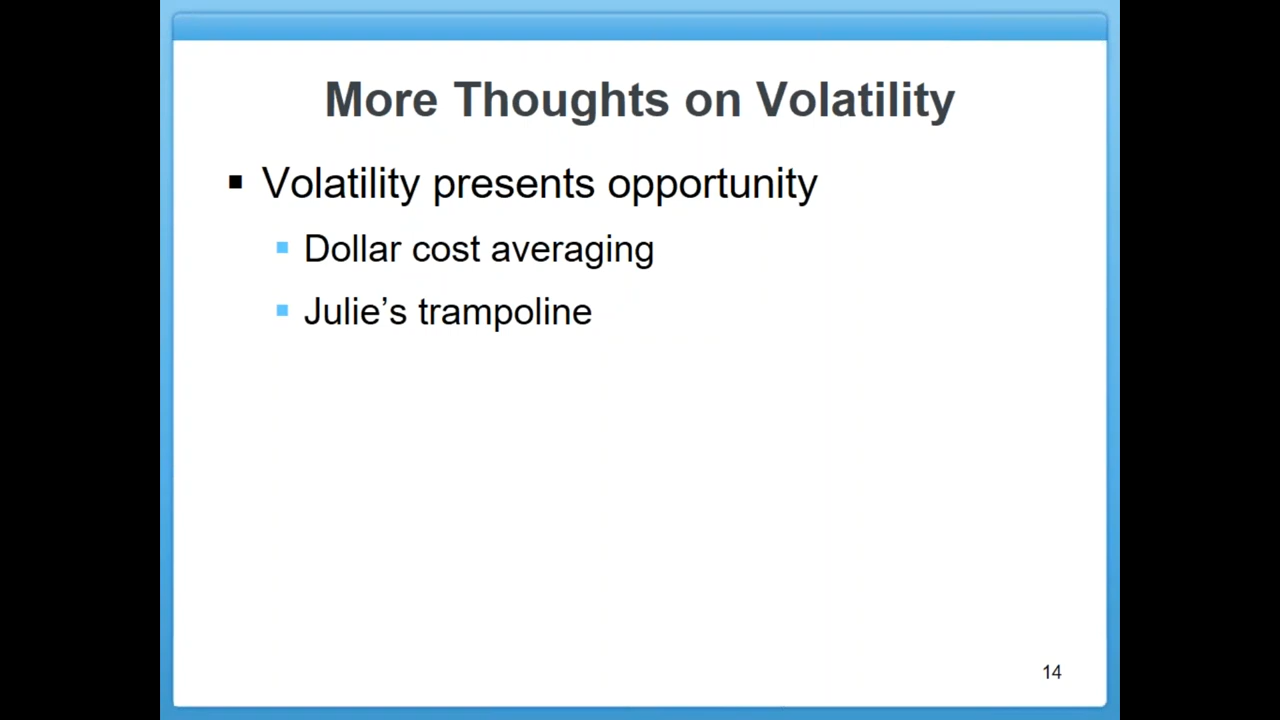 More Thoughts on Volatility
▪ Volatility presents opportunity
▪ Dollar cost averaging
▪ Julie’s trampoline
14